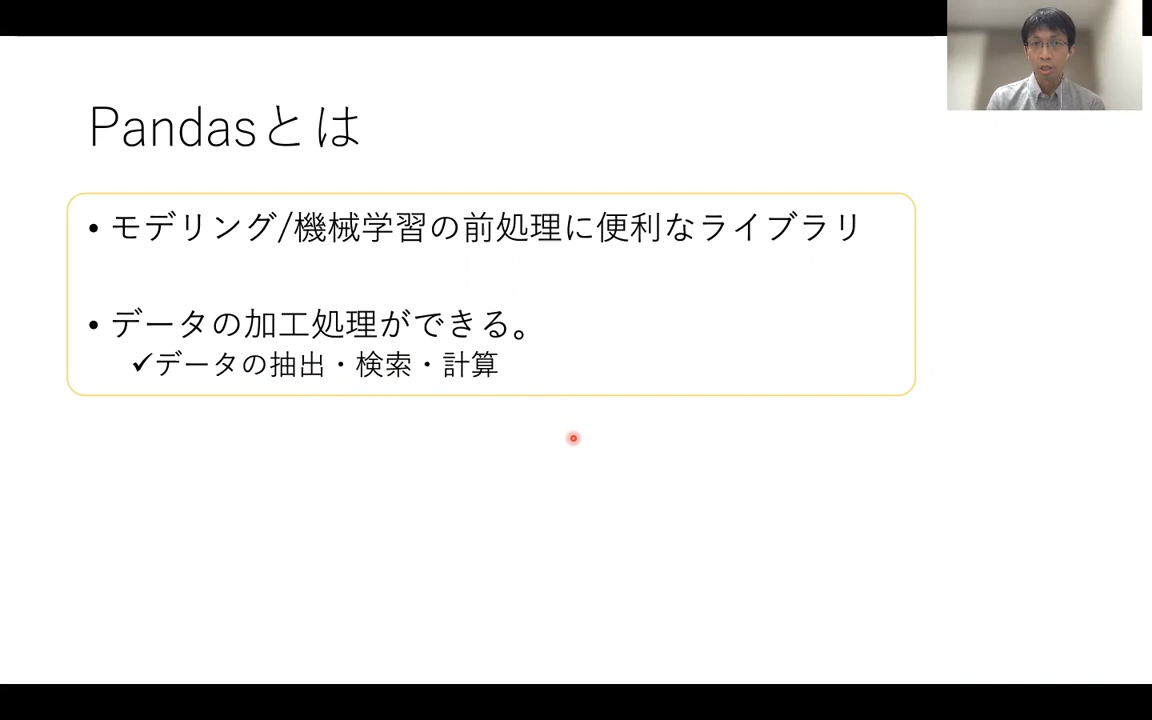 Pandasとは
• モデリング/機械学習の前処理に便利なライブラリ
• データの加工処理ができる。
✓データの抽出・検索・計算